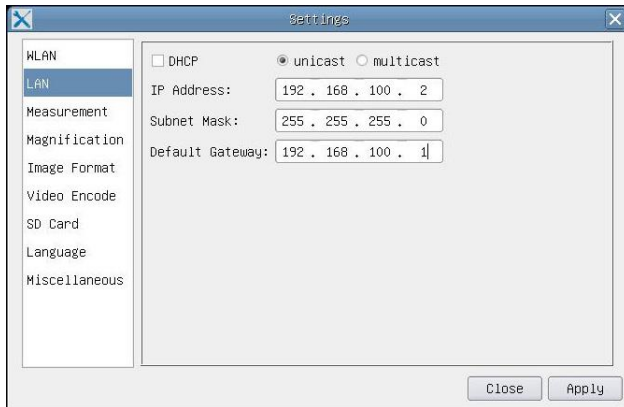 Settings
WLAN
LAN
Measurement
Magnification
Image Format
Video Encode
SD Card
Language
Miscellaneous
DHCP unicast multicast
IP Address: 192 . 168 . 100 . 2
Subnet Mask: 255 . 255 . 255 . 0
Default Gateway: 192 . 168 . 100 . 1
Close Apply